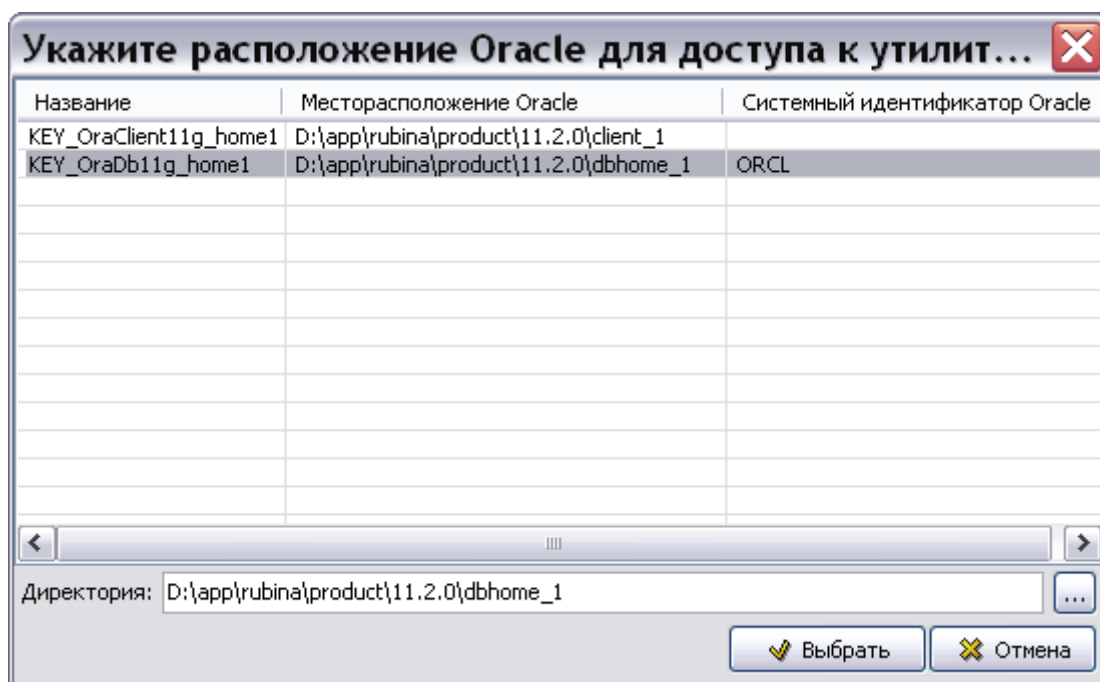 Укажите расположение Oracle для доступа к утилит...
Название Месторасположение Oracle Системный идентификатор Oracle
KEY_OraClient11g_home1 D:\app\rubina\product\11.2.0\client_1
KEY_OraDb11g_home1 D:\app\rubina\product\11.2.0\dbhome_1 ORCL
Директория: D:\app\rubina\product\11.2.0\dbhome_1 ...
Выбрать Отмена